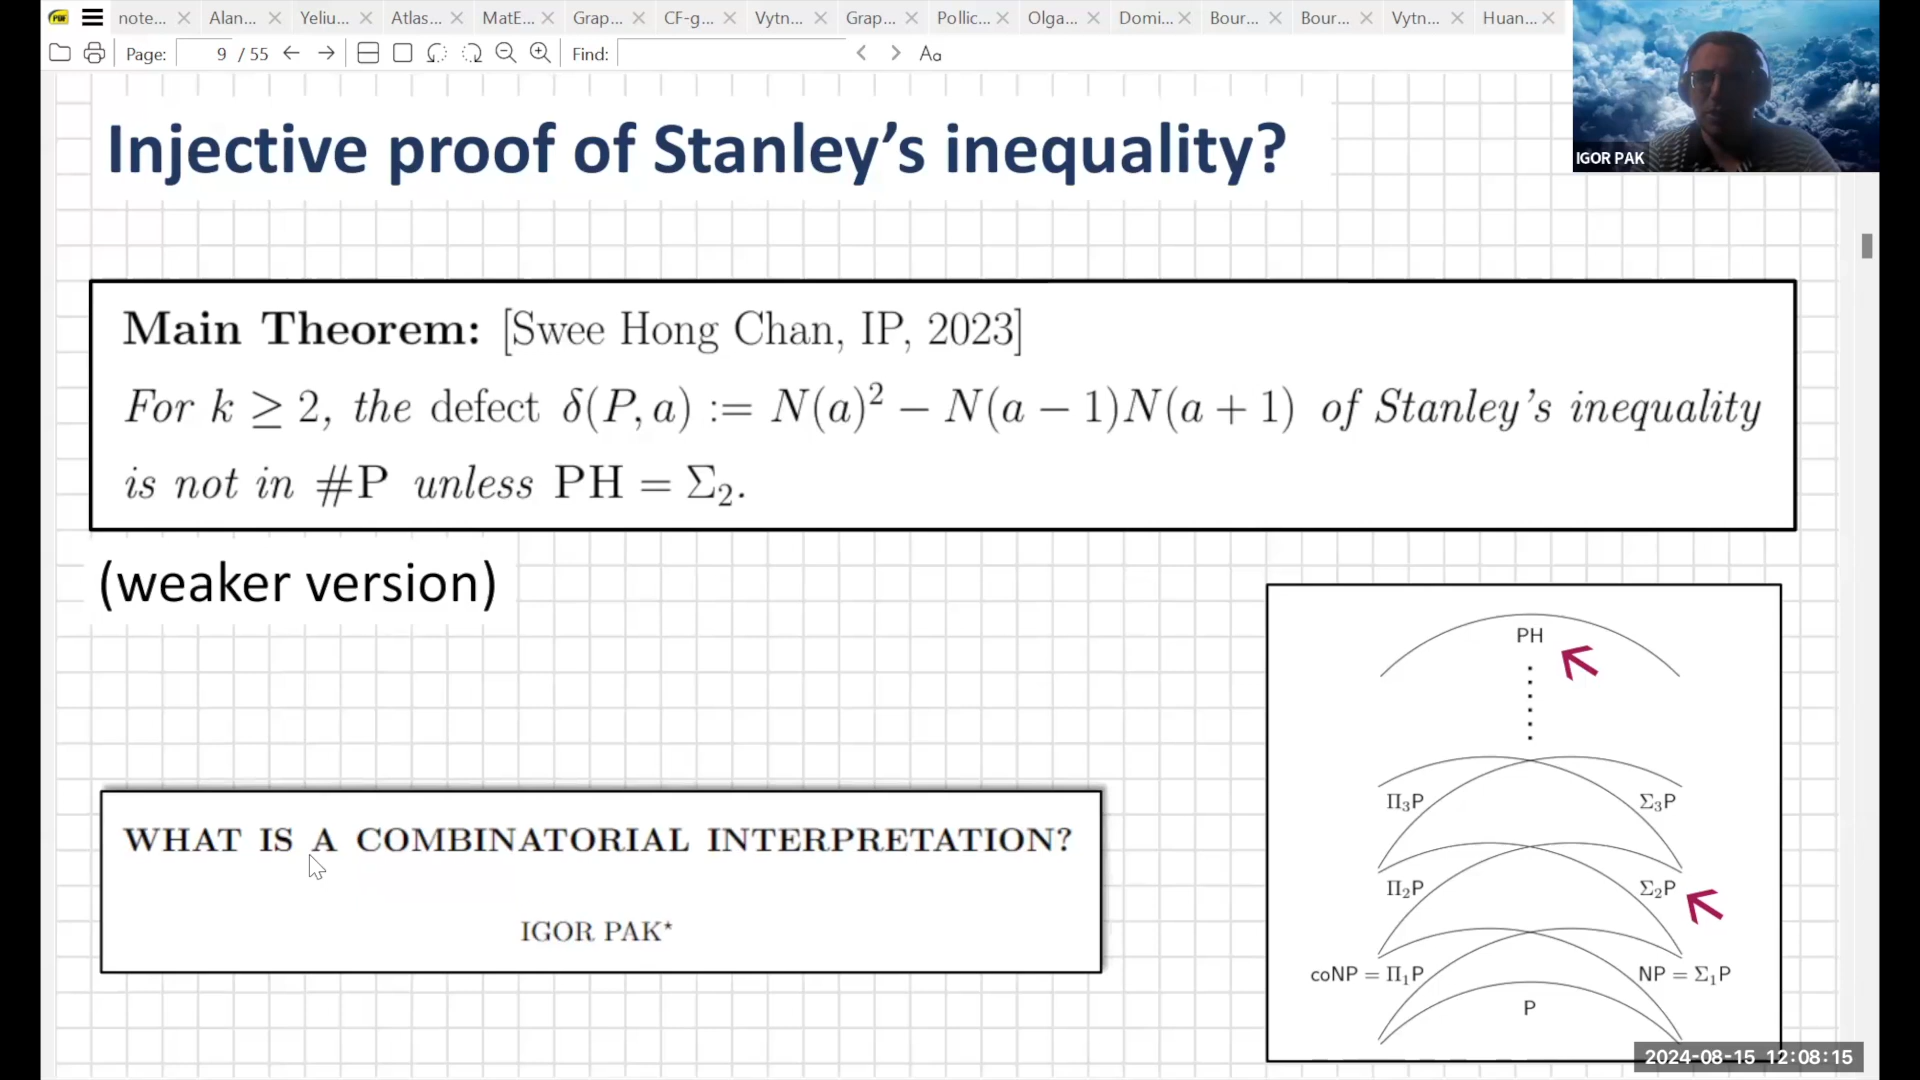 note... Alan... Yeliu... Atlas... MatE... Grap... CF-g... Vytn... Grap... Pollic... Olga... Domi... Bour... Bour... Vytn... Huan...
Page: 9 / 55 Find: Aa
IGOR PAK
Injective proof of Stanley's inequality?
Main Theorem: [Swee Hong Chan, IP, 2023]
For k ≥ 2, the defect δ(P, a) := N(a)² − N(a − 1)N(a + 1) of Stanley's inequality
is not in #P unless PH = Σ₂.
(weaker version)
WHAT IS A COMBINATORIAL INTERPRETATION?
IGOR PAK*
PH
Π₃P Σ₃P
Π₂P Σ₂P
coNP = Π₁P NP = Σ₁P
P
2024-08-15 12:08:15